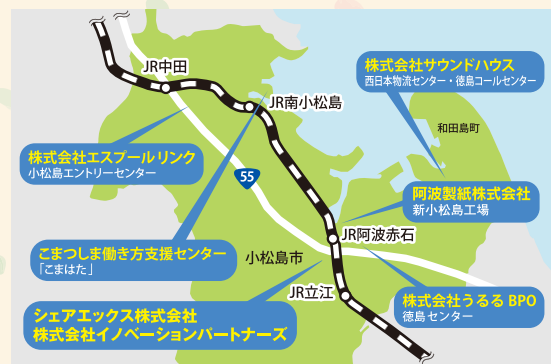 JR中田
JR南小松島
株式会社サウンドハウス
西日本物流センター・徳島コールセンター
和田島町
株式会社エスプールリンク
小松島エントリーセンター
55
阿波製紙株式会社
新小松島工場
JR阿波赤石
こまつしま働き方支援センター
「こまはた」
小松島市
JR立江
株式会社うるるBPO
徳島センター
シェアエックス株式会社
株式会社イノベーションパートナーズ